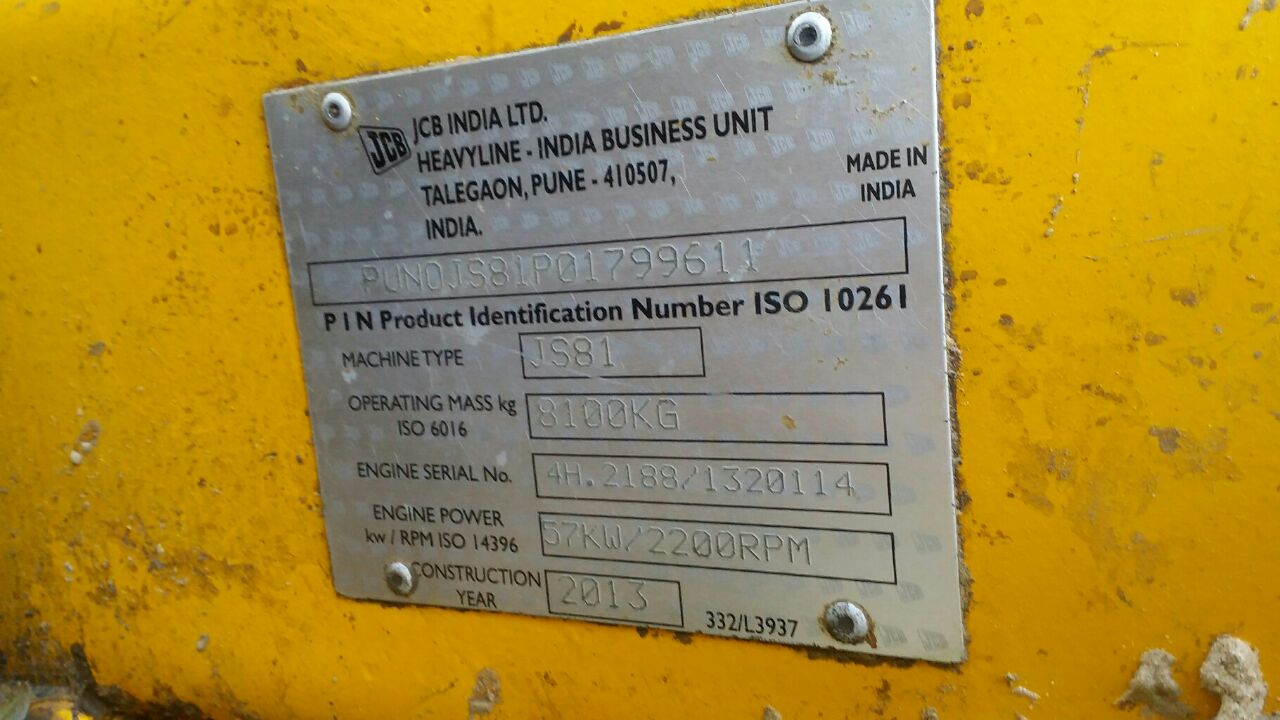 JCB
JCB INDIA LTD.
HEAVYLINE - INDIA BUSINESS UNIT
TALEGAON, PUNE - 410507,
INDIA.
MADE IN
INDIA
PUNOJS81P01799611
P I N Product Identification Number ISO 10261
MACHINE TYPE JS81
OPERATING MASS kg 8100KG
ISO 6016
ENGINE SERIAL No. 4H.2188/1320114
ENGINE POWER 57KW/2200RPM
kw / RPM ISO 14396
CONSTRUCTION 2013
YEAR
332/L3937